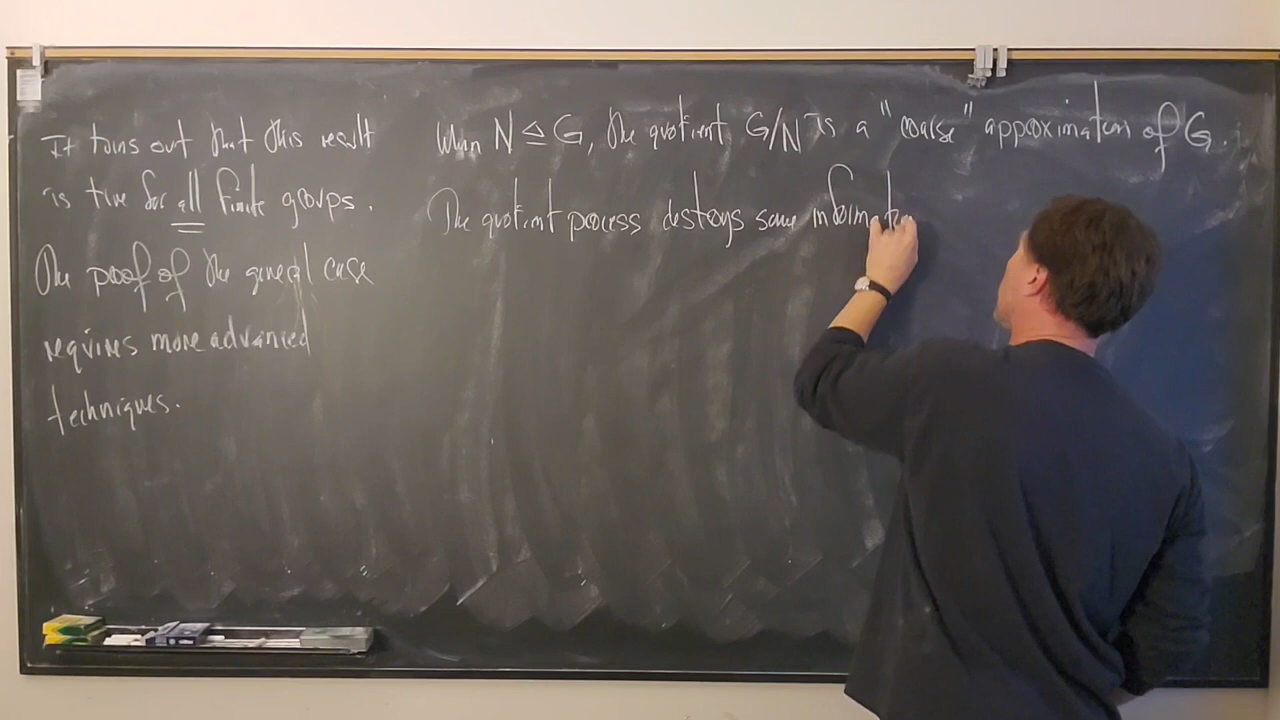 It turns out that this result
is true for all finite groups.
The proof of the general case
requires more advanced
techniques.
When N ⊴ G, the quotient G/N is a "coarse" approximation of G.
The quotient process destroys some informatio